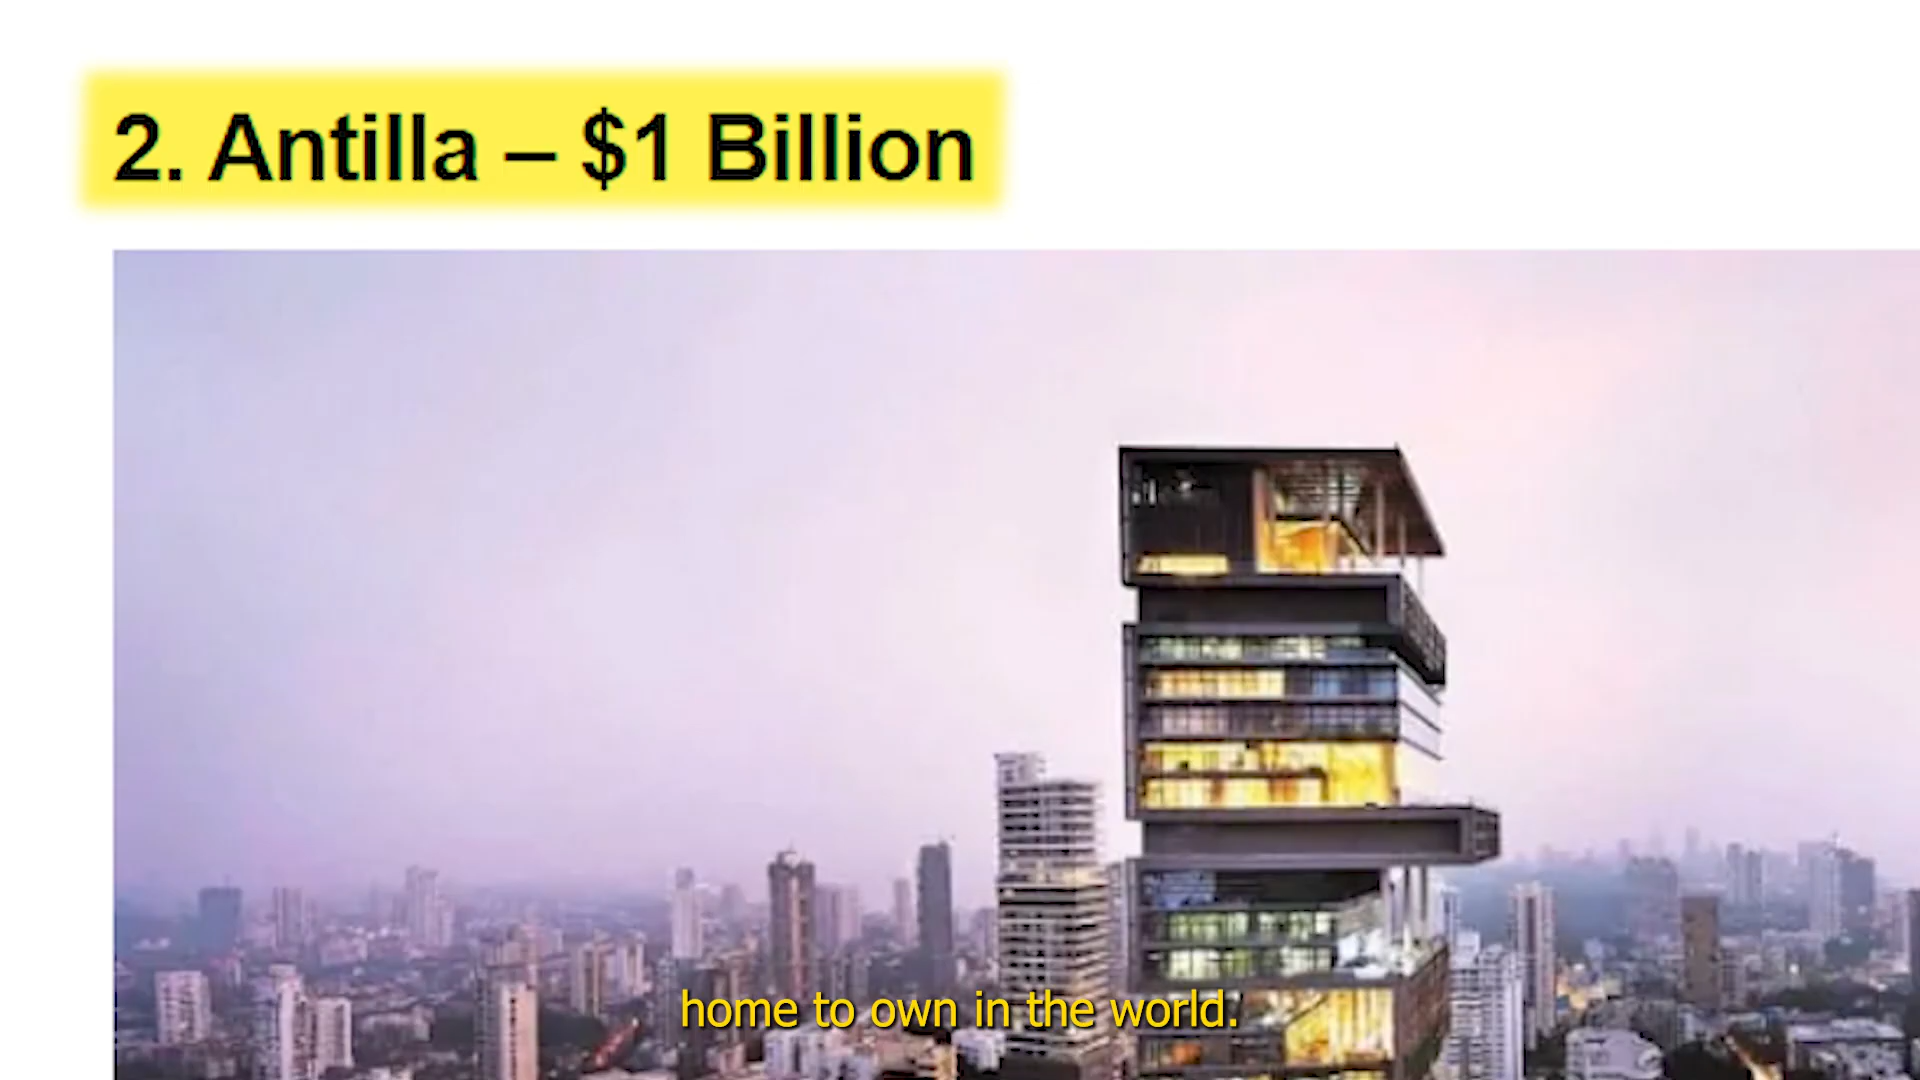 2. Antilla – $1 Billion
home to own in the world.